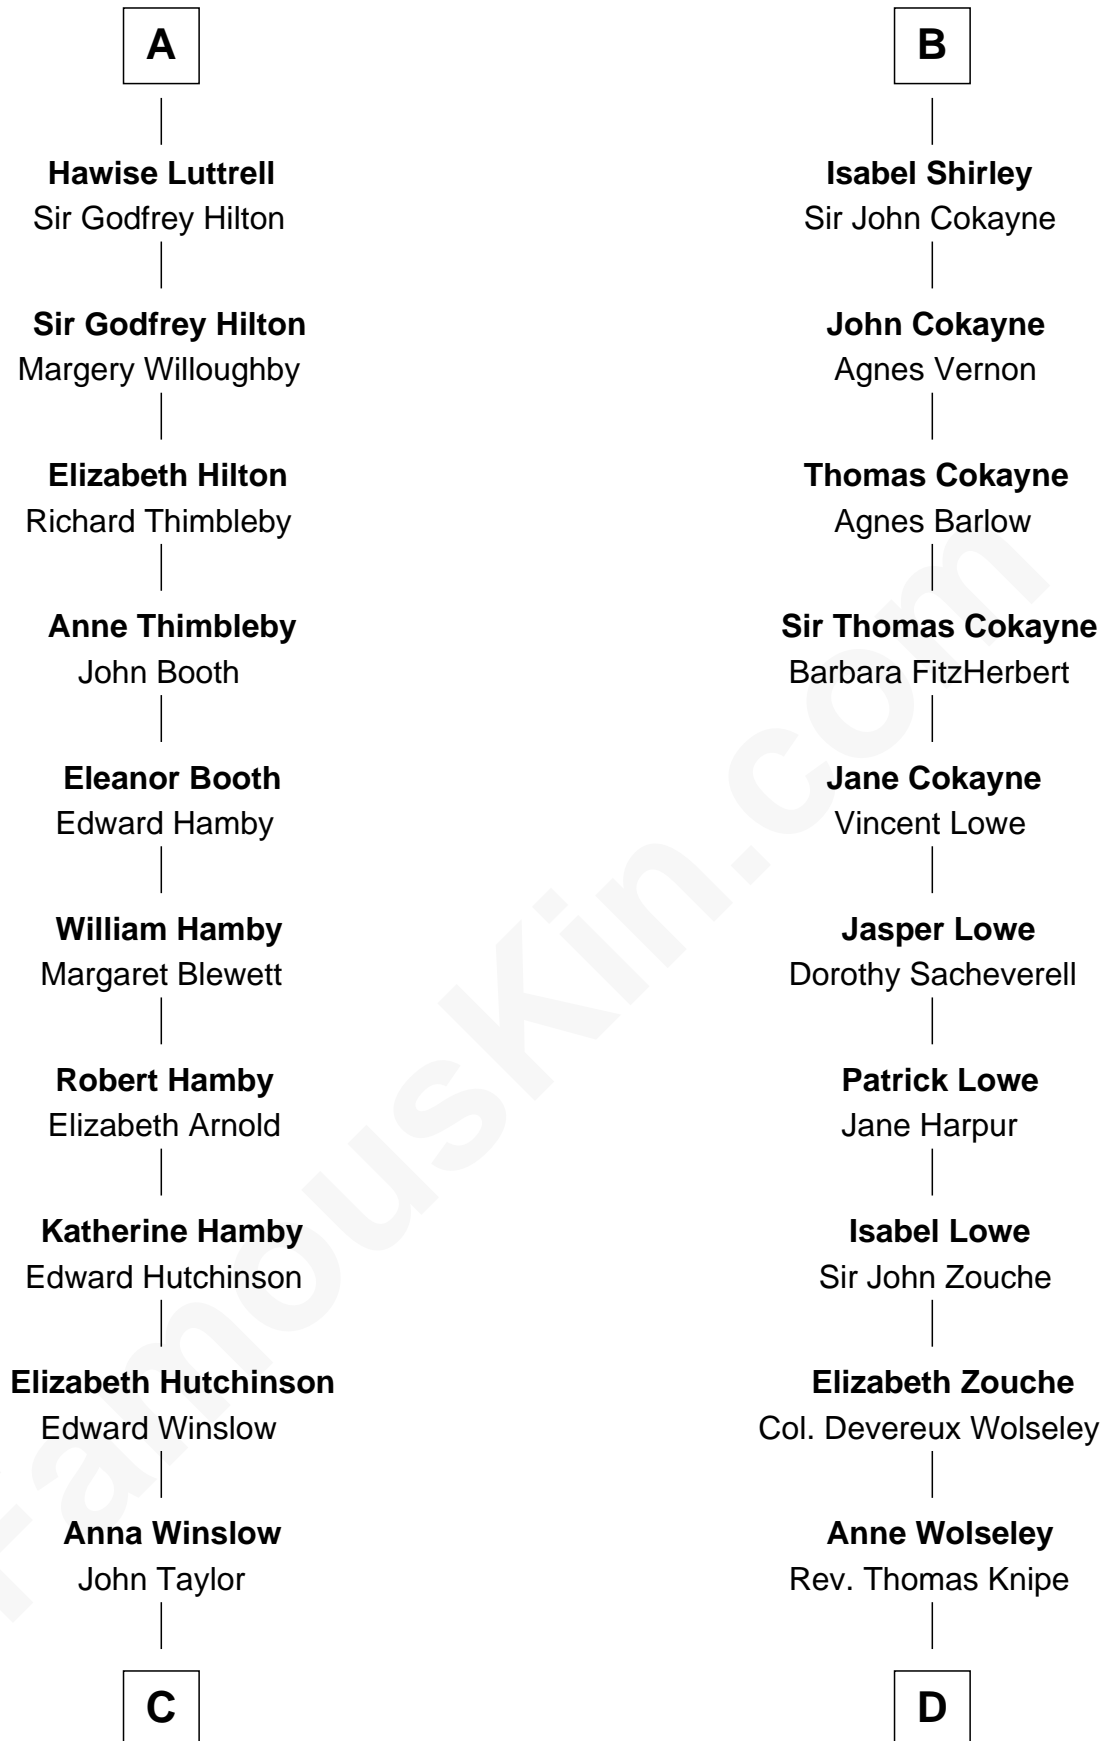 A
Hawise Luttrell
Sir Godfrey Hilton
Sir Godfrey Hilton
Margery Willoughby
Elizabeth Hilton
Richard Thimbleby
Anne Thimbleby
John Booth
Eleanor Booth
Edward Hamby
William Hamby
Margaret Blewett
Robert Hamby
Elizabeth Arnold
Katherine Hamby
Edward Hutchinson
Elizabeth Hutchinson
Edward Winslow
Anna Winslow
John Taylor
C
B
Isabel Shirley
Sir John Cokayne
John Cokayne
Agnes Vernon
Thomas Cokayne
Agnes Barlow
Sir Thomas Cokayne
Barbara FitzHerbert
Jane Cokayne
Vincent Lowe
Jasper Lowe
Dorothy Sacheverell
Patrick Lowe
Jane Harpur
Isabel Lowe
Sir John Zouche
Elizabeth Zouche
Col. Devereux Wolseley
Anne Wolseley
Rev. Thomas Knipe
D
FamousKin.com